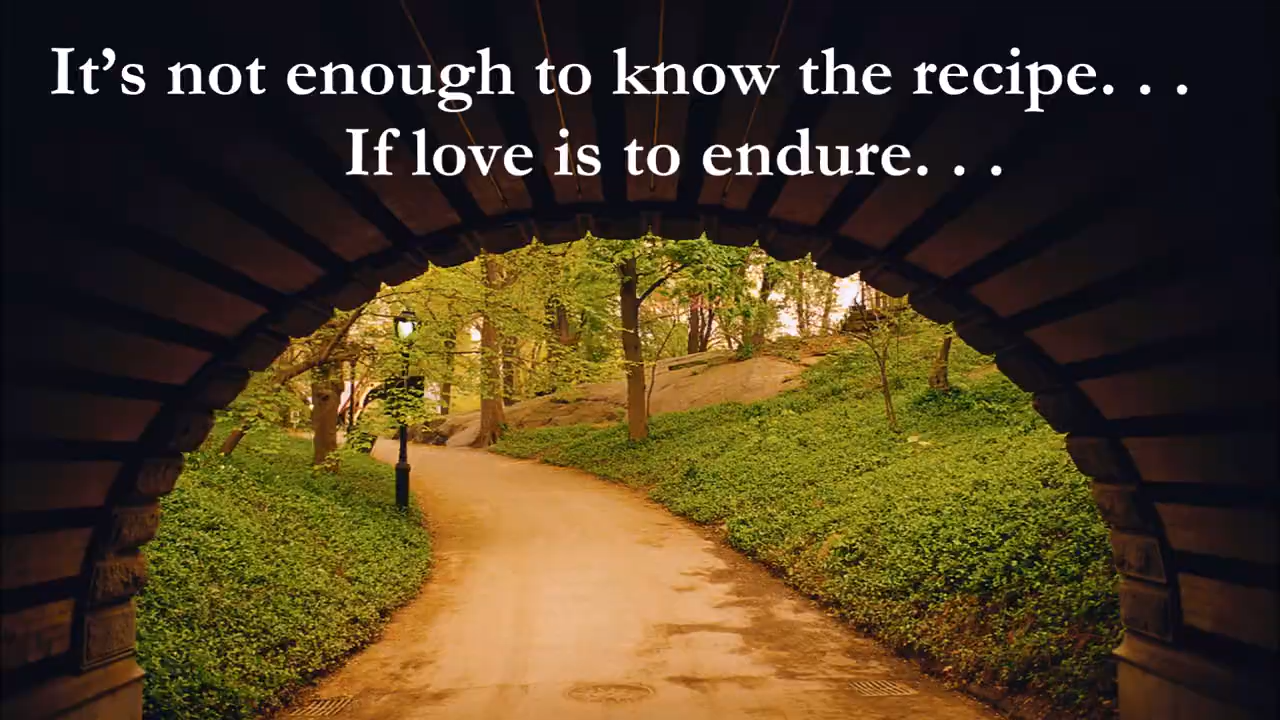 It’s not enough to know the recipe. . .
If love is to endure. . .